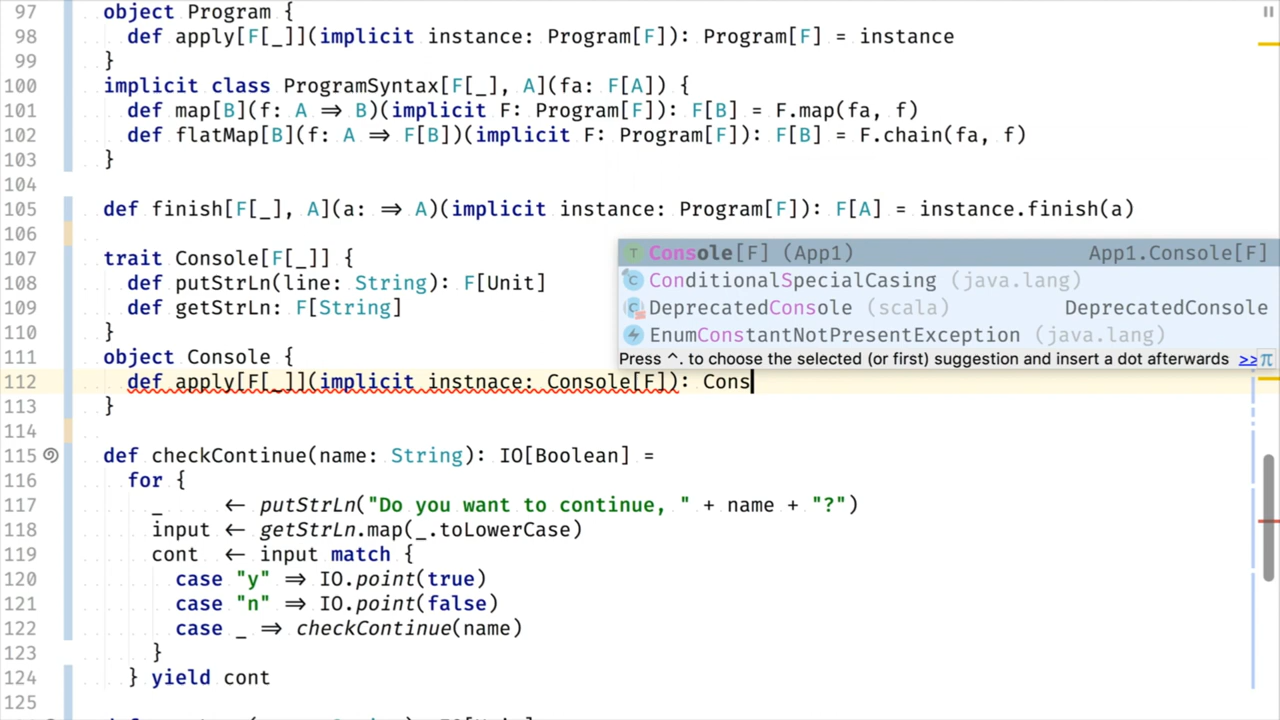 97 object Program {
98 def apply[F[_]](implicit instance: Program[F]): Program[F] = instance
99 }
100 implicit class ProgramSyntax[F[_], A](fa: F[A]) {
101 def map[B](f: A ⇒ B)(implicit F: Program[F]): F[B] = F.map(fa, f)
102 def flatMap[B](f: A ⇒ F[B])(implicit F: Program[F]): F[B] = F.chain(fa, f)
103 }
104
105 def finish[F[_], A](a: ⇒ A)(implicit instance: Program[F]): F[A] = instance.finish(a)
106
107 trait Console[F[_]] {
108 def putStrLn(line: String): F[Unit]
109 def getStrLn: F[String]
110 }
111 object Console {
112 def apply[F[_]](implicit instnace: Console[F]): Cons
113 }
114
115 def checkContinue(name: String): IO[Boolean] =
116 for {
117 _ ← putStrLn("Do you want to continue, " + name + "?")
118 input ← getStrLn.map(_.toLowerCase)
119 cont ← input match {
120 case "y" ⇒ IO.point(true)
121 case "n" ⇒ IO.point(false)
122 case _ ⇒ checkContinue(name)
123 }
124 } yield cont
125
T Console[F] (App1) App1.Console[F]
C ConditionalSpecialCasing (java.lang)
C DeprecatedConsole (scala) DeprecatedConsole
EnumConstantNotPresentException (java.lang)
Press ^. to choose the selected (or first) suggestion and insert a dot afterwards >> π